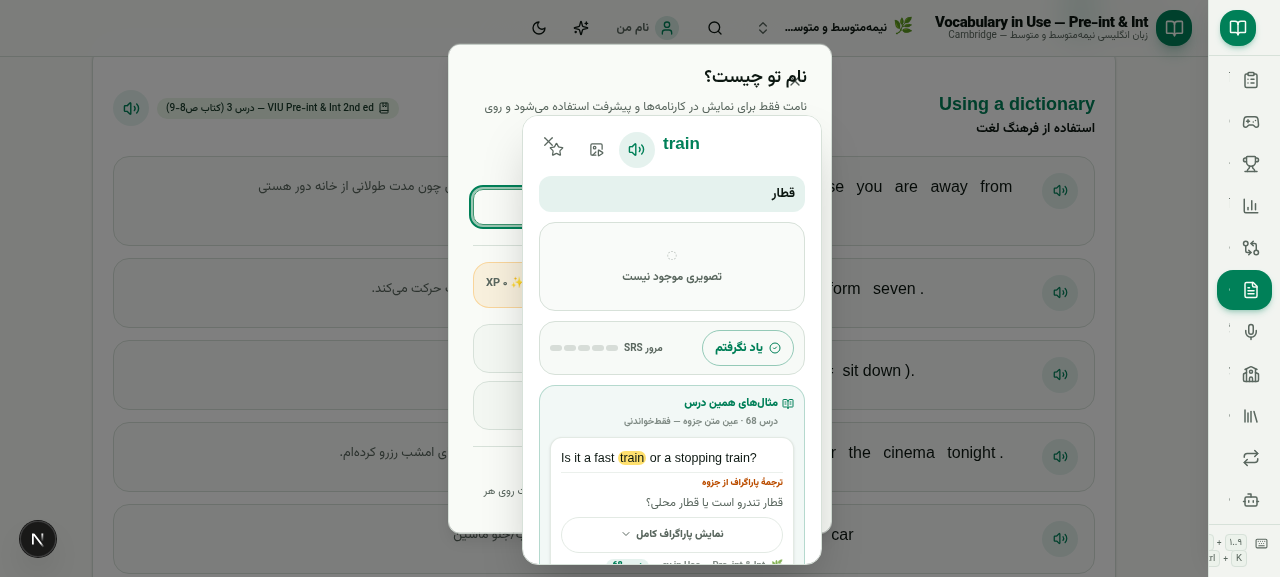 Vocabulary in Use — Pre-int & Int
زبان انگلیسی نیمه‌متوسط و متوسط — Cambridge
نیمه‌متوسط و متوسـ...
نام من
Using a dictionary
استفاده از فرهنگ لغت
VIU Pre-int & Int 2nd ed — درس 3 (کتاب ص8–9)
you are away from
چون مدت طولانی از خانه دور هستی
form seven .
حرکت می‌کند.
sit down ).
the cinema tonight .
امشب رزرو کرده‌ام.
car
نام تو چیست؟
نامت فقط برای نمایش در کارنامه‌ها و پیشرفت استفاده می‌شود و روی
XP ۰
روی هر
train
قطار
تصویری موجود نیست
یاد نگرفتم
مرور SRS
مثال‌های همین درس
درس 68 · عین متن جزوه — فقط‌خواندنی
Is it a fast train or a stopping train?
ترجمهٔ پاراگراف از جزوه
قطار تندرو است یا قطار محلی؟
نمایش پاراگراف کامل
N
+ ۱..۹
+ K